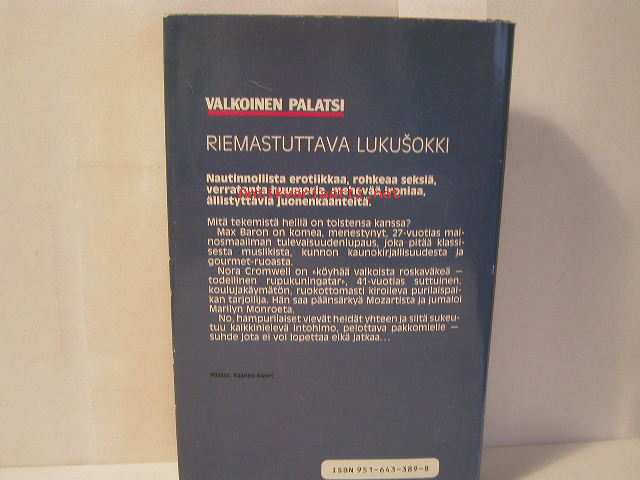 VALKOINEN PALATSI
RIEMASTUTTAVA LUKUŠOKKI
Nautinnollista erotiikkaa, rohkeaa seksiä,
verratonta huumoria, mehevää ironiaa,
ällistyttäviä juonenkäänteitä.
Mitä tekemistä heillä on toistensa kanssa?
Max Baron on komea, menestynyt, 27-vuotias mai-
nosmaailman tulevaisuudenlupaus, joka pitää klassi-
sesta musiikista, kunnon kaunokirjallisuudesta ja
gourmet-ruoasta.
Nora Cromwell on «köyhää valkoista roskaväkeä —
todellinen rupukuningatar», 41-vuotias suttuinen,
koulujakäymätön, ruokottomasti kiroileva purilaispai-
kan tarjoilija. Hän saa päänsärkyä Mozartista ja jumaloi
Marilyn Monroeta.
No, hampurilaiset vievät heidät yhteen ja siitä sukeu-
tuu kaikkinielevä intohimo, pelottava pakkomielle —
suhde jota ei voi lopettaa eikä jatkaa...
ISBN 951-643-389-8